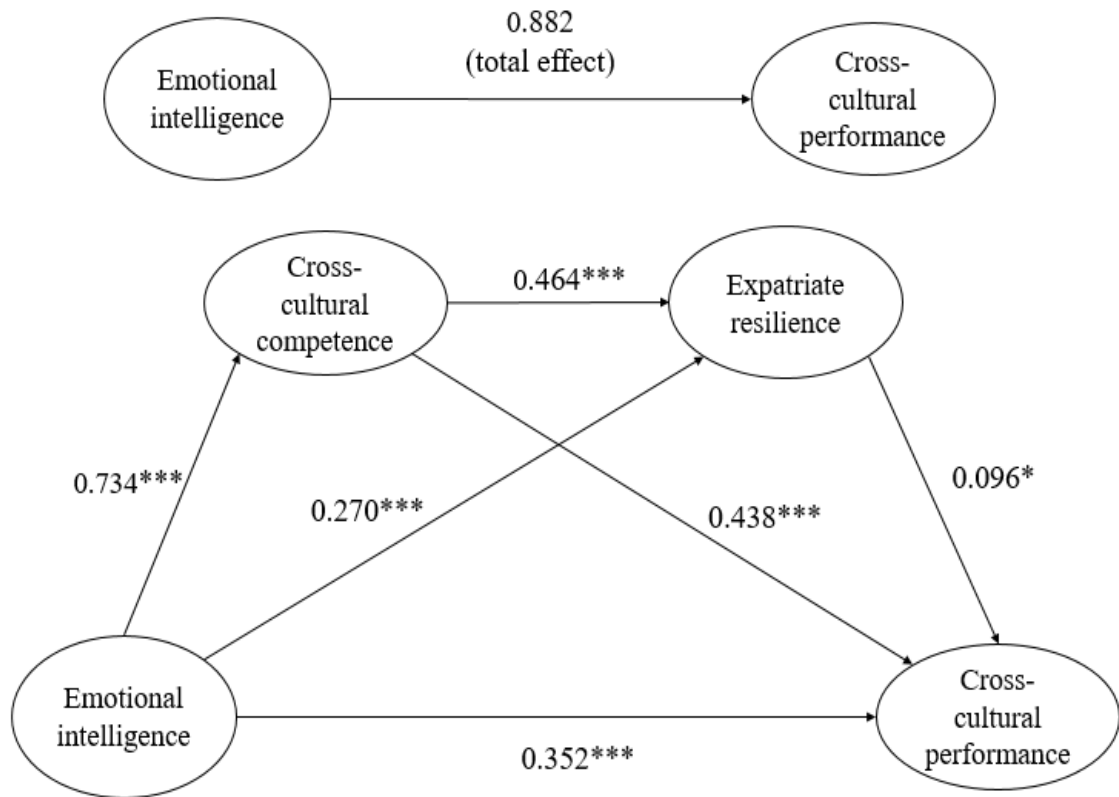 0.882
(total effect)
Emotional
intelligence
Cross-
cultural
performance
Cross-
cultural
competence
0.464***
Expatriate
resilience
0.734***
0.270***
0.438***
0.096*
Emotional
intelligence
0.352***
Cross-
cultural
performance